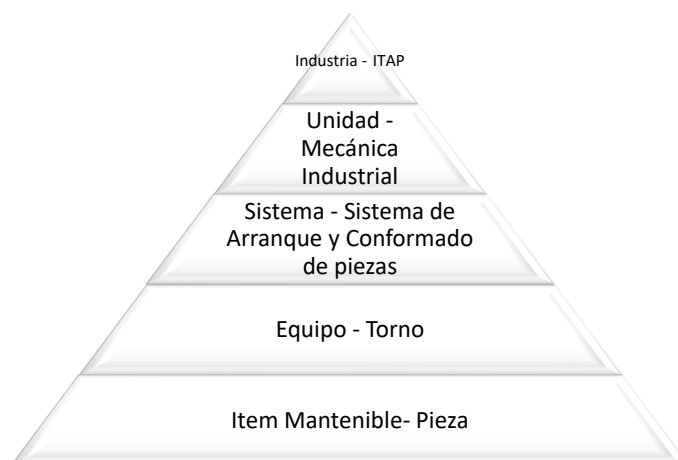 Industria - ITAP
Unidad -
Mecánica
Industrial
Sistema - Sistema de
Arranque y Conformado
de piezas
Equipo - Torno
Item Mantenible- Pieza